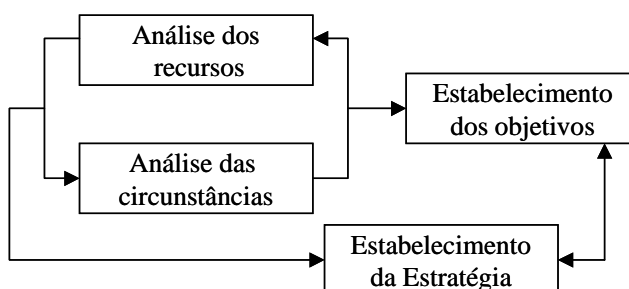 Análise dos
recursos
Estabelecimento
dos objetivos
Análise das
circunstâncias
Estabelecimento
da Estratégia